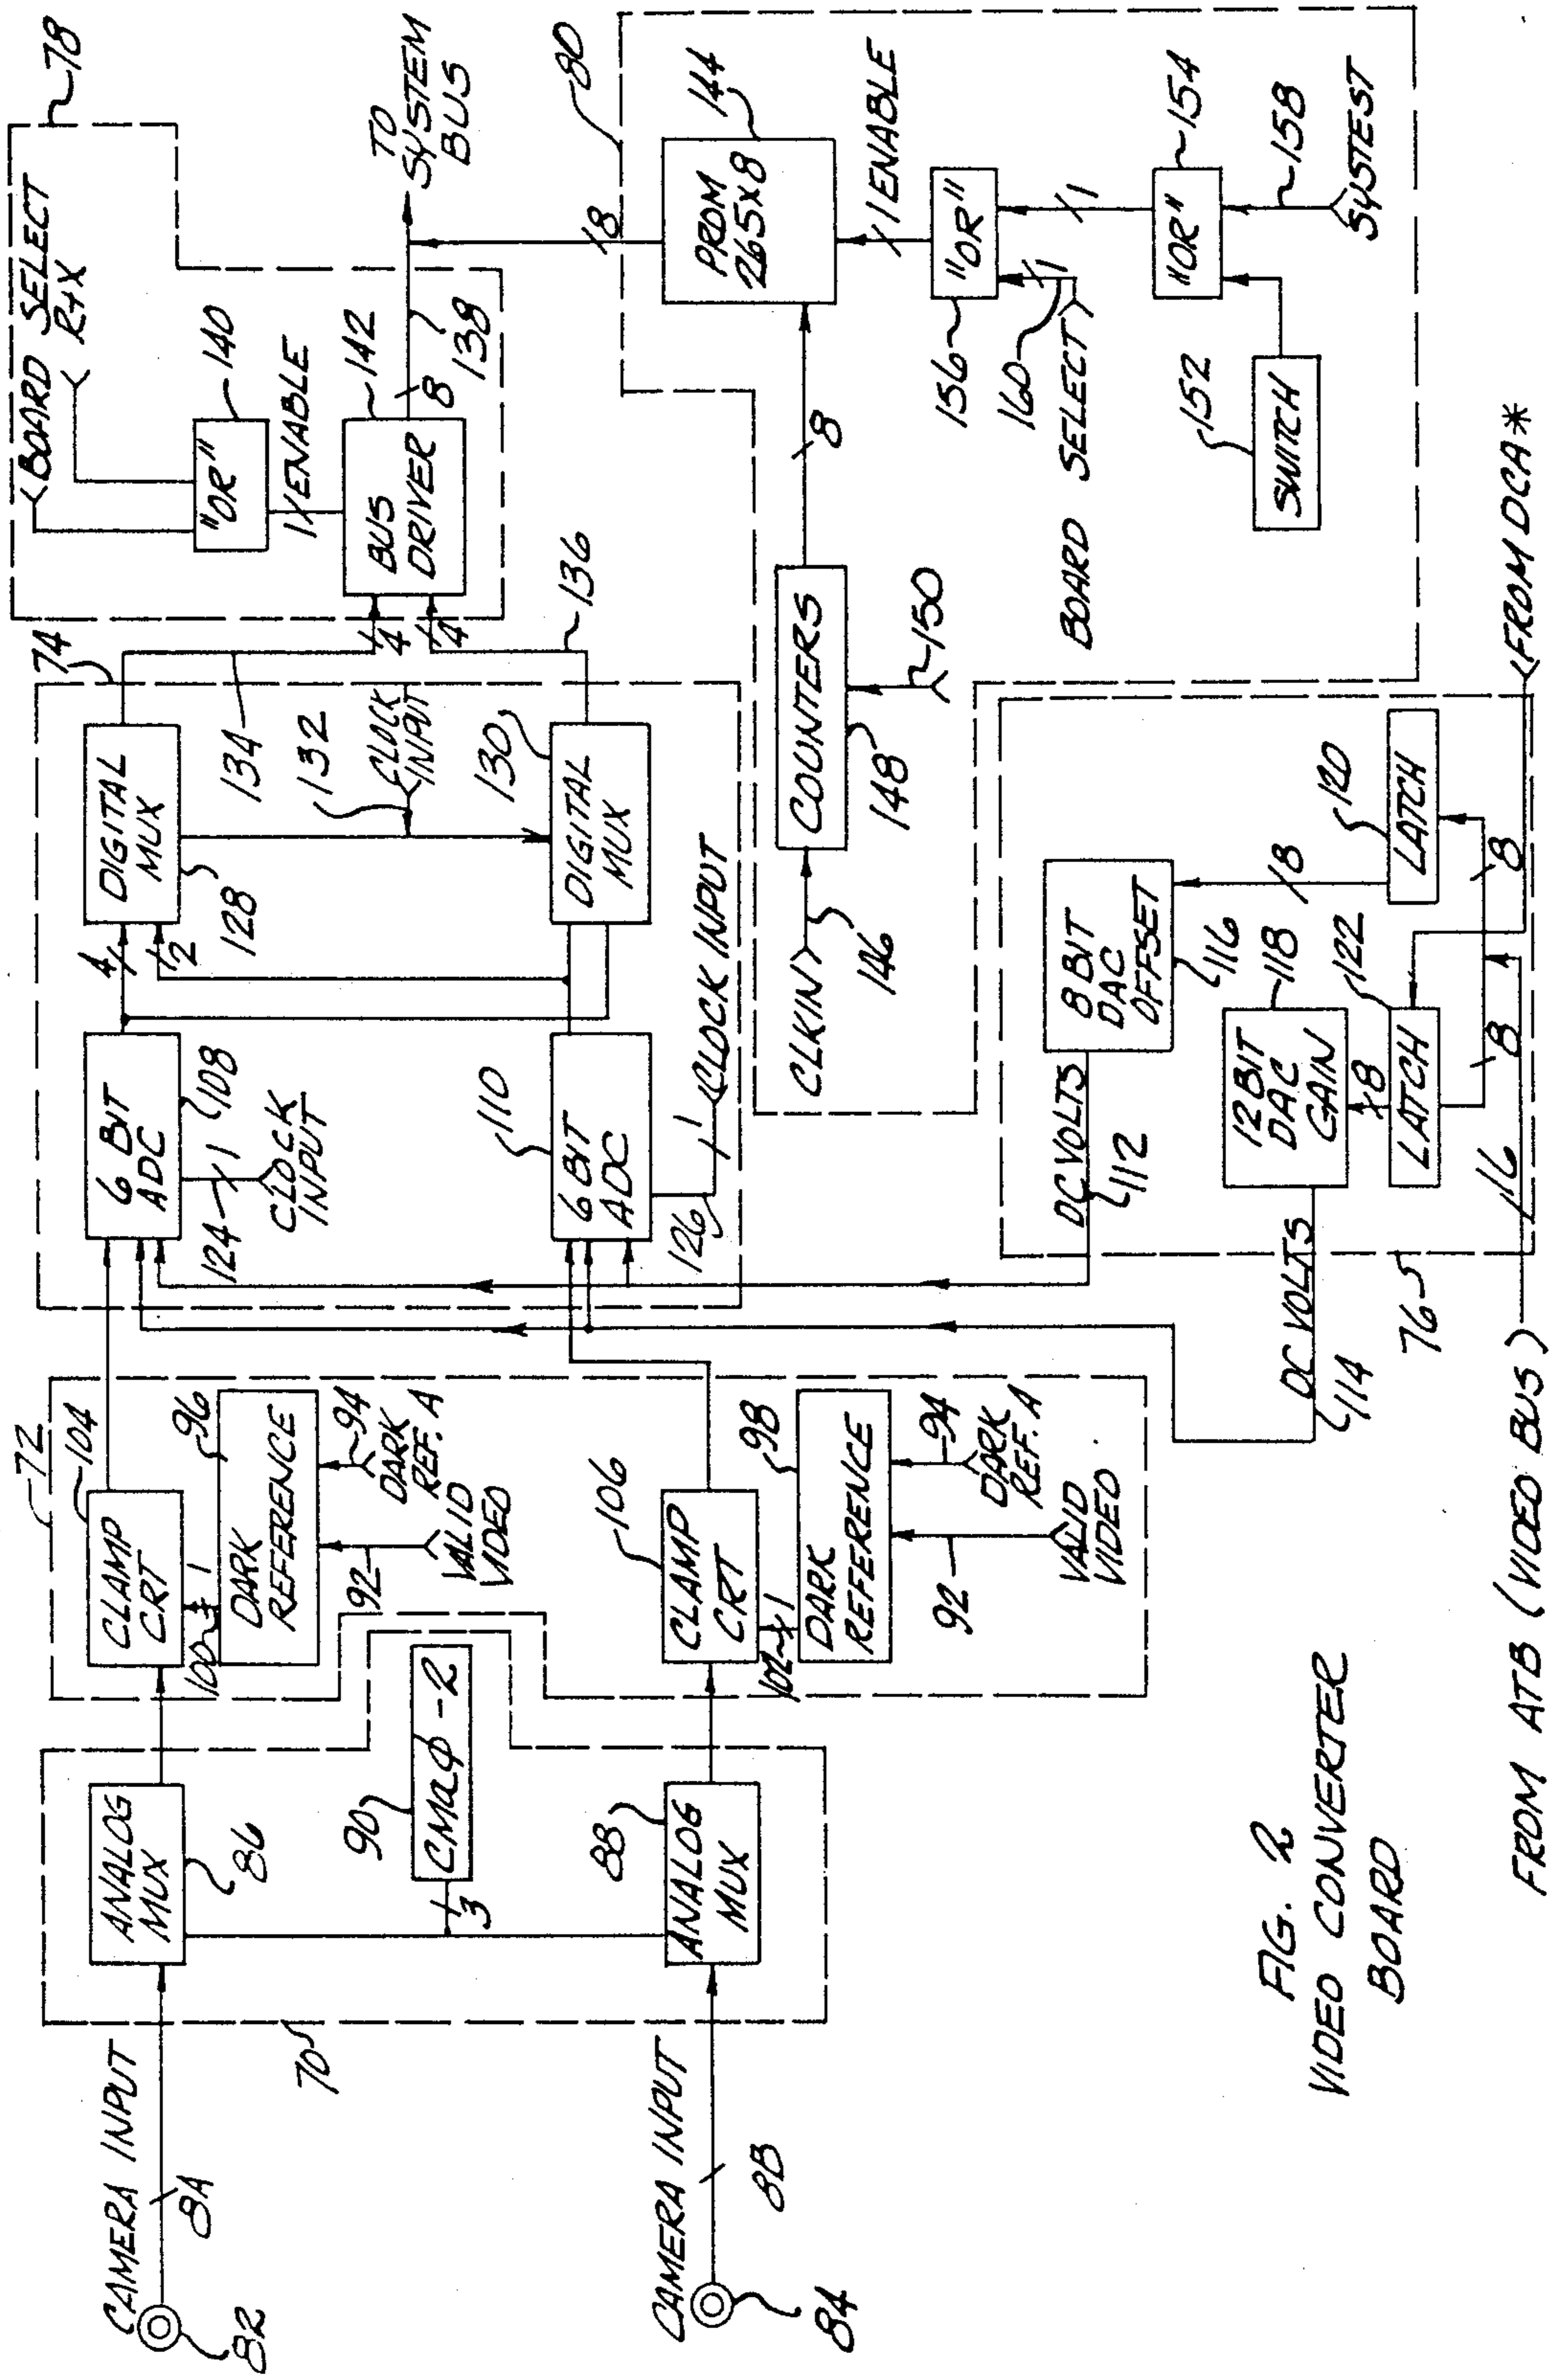 CAMERA INPUT
8A
82
CAMERA INPUT
8B
84
70
ANALOG
MUX
86
90
CMAϕ-2
3
88
ANALOG
MUX
72
104
CLAMP
CRT
100
1
96
DARK
REFERENCE
94
DARK
REF. A
92
VALID
VIDEO
106
CLAMP
CRT
102
1
98
DARK
REFERENCE
94
DARK
REF. A
92
VALID
VIDEO
74
6 BIT
ADC
108
124
1
CLOCK
INPUT
110
6 BIT
ADC
126
1
CLOCK INPUT
4
2
DIGITAL
MUX
128
134
132
CLOCK
INPUT
130
DIGITAL
MUX
136
4
4
78
BOARD SELECT
R+X
"OR"
140
1
ENABLE
BUS
DRIVER
142
8
138
TO
SYSTEM
BUS
80
8
PROM
265X8
144
1
ENABLE
"OR"
156
160
1
BOARD SELECT
1
"OR"
154
158
SYSTEST
152
SWITCH
8
COUNTERS
148
150
CLKIN
146
DC VOLTS
112
8 BIT
DAC
OFFSET
116
8
120
LATCH
DC VOLTS
114
12 BIT
DAC
GAIN
118
8
122
LATCH
8
8
16
76
FROM DCA*
FROM ATB (VIDEO BUS)
FIG. 2
VIDEO CONVERTER
BOARD